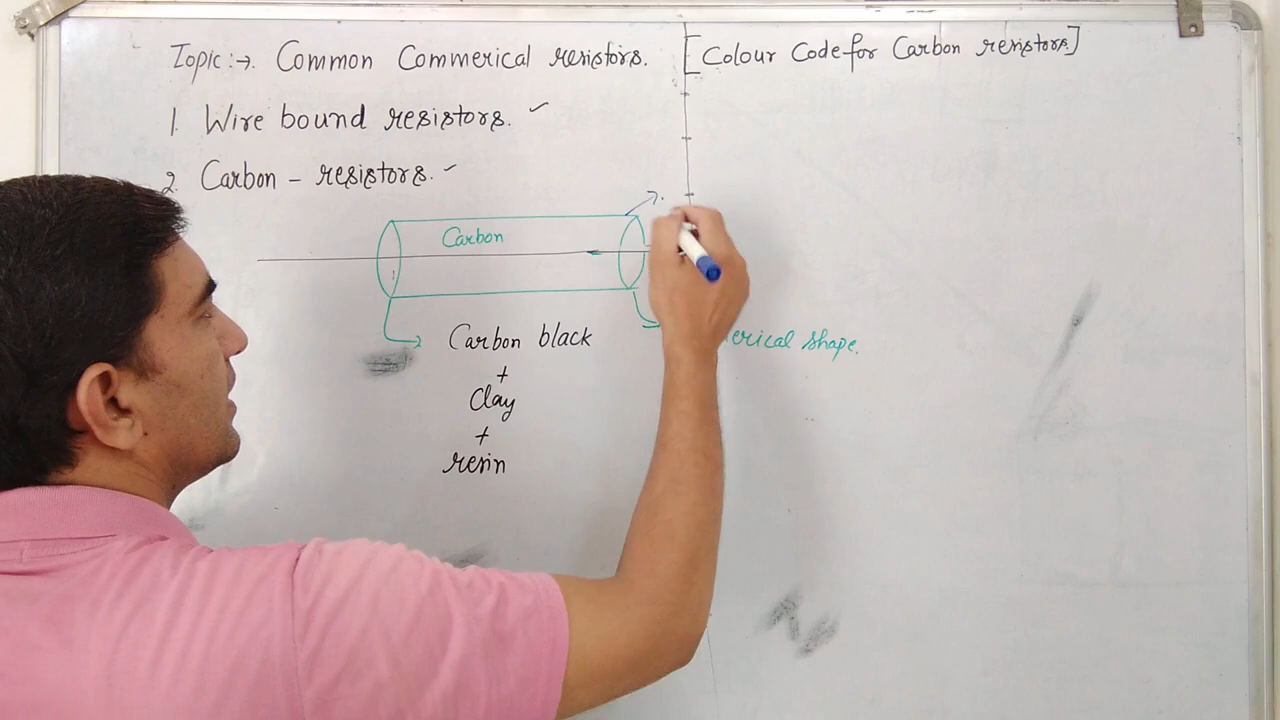 Topic:→. Common Commerical resistors. [Colour Code for Carbon resistors.]
1. Wire bound resistors. ✓
2. Carbon - resistors. ✓
Carbon
Carbon black
+
Clay
+
resin
shape.